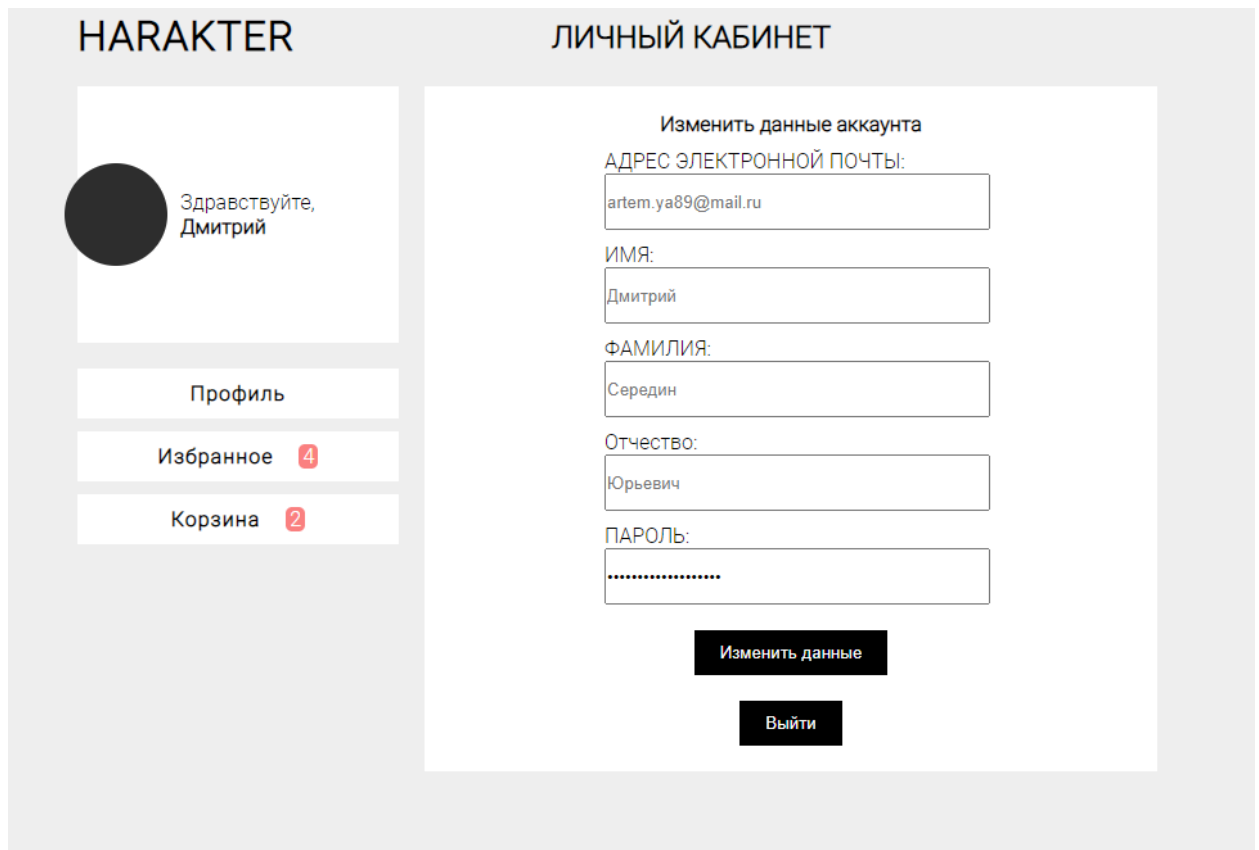 HARAKTER
ЛИЧНЫЙ КАБИНЕТ
Здравствуйте,
Дмитрий
Профиль
Избранное 4
Корзина 2
Изменить данные аккаунта
АДРЕС ЭЛЕКТРОННОЙ ПОЧТЫ:
artem.ya89@mail.ru
ИМЯ:
Дмитрий
ФАМИЛИЯ:
Середин
Отчество:
Юрьевич
ПАРОЛЬ:
•••••••••••••••••••
Изменить данные
Выйти